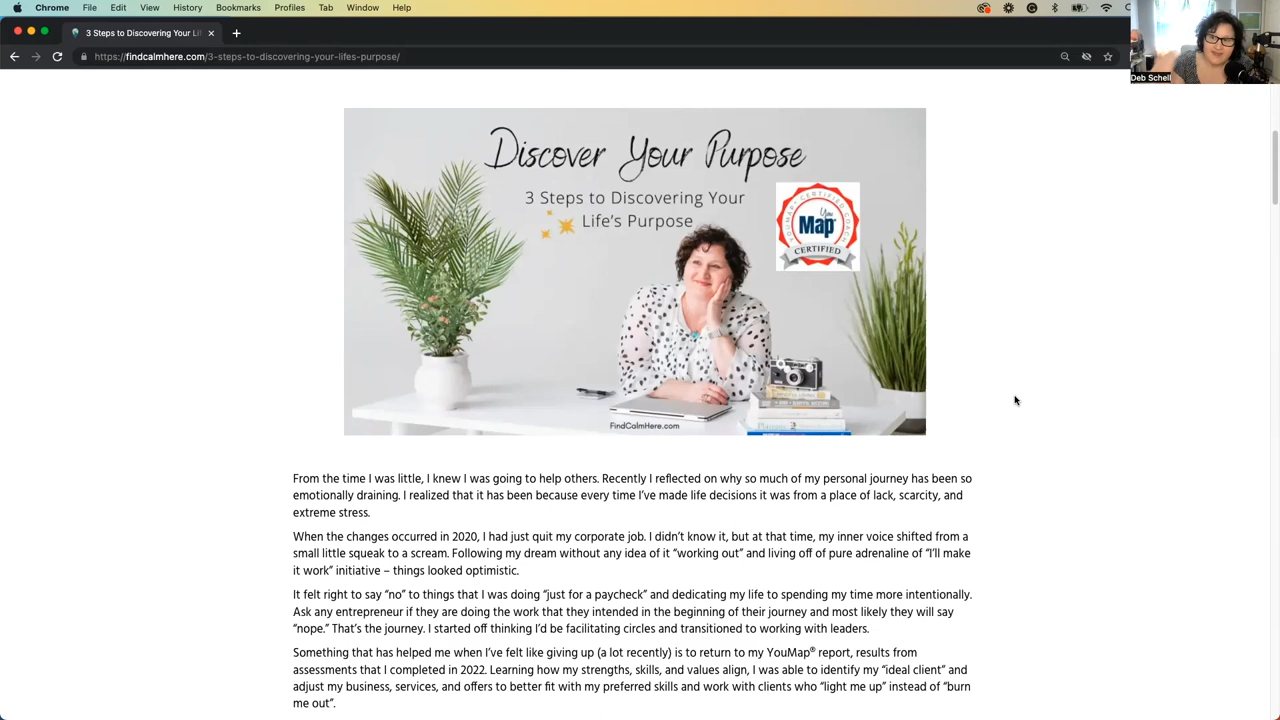 Chrome File Edit View History Bookmarks Profiles Tab Window Help
3 Steps to Discovering Your Li
https://findcalmhere.com/3-steps-to-discovering-your-lifes-purpose/
Deb Schell
Discover Your Purpose
3 Steps to Discovering Your
Life's Purpose
YOUMAP® CERTIFIED COACH
You
Map
CERTIFIED
FindCalmHere.com
From the time I was little, I knew I was going to help others. Recently I reflected on why so much of my personal journey has been so
emotionally draining. I realized that it has been because every time I've made life decisions it was from a place of lack, scarcity, and
extreme stress.
When the changes occurred in 2020, I had just quit my corporate job. I didn't know it, but at that time, my inner voice shifted from a
small little squeak to a scream. Following my dream without any idea of it “working out” and living off of pure adrenaline of “I'll make
it work” initiative – things looked optimistic.
It felt right to say “no” to things that I was doing “just for a paycheck” and dedicating my life to spending my time more intentionally.
Ask any entrepreneur if they are doing the work that they intended in the beginning of their journey and most likely they will say
“nope.” That's the journey. I started off thinking I'd be facilitating circles and transitioned to working with leaders.
Something that has helped me when I've felt like giving up (a lot recently) is to return to my YouMap® report, results from
assessments that I completed in 2022. Learning how my strengths, skills, and values align, I was able to identify my “ideal client” and
adjust my business, services, and offers to better fit with my preferred skills and work with clients who “light me up” instead of “burn
me out”.